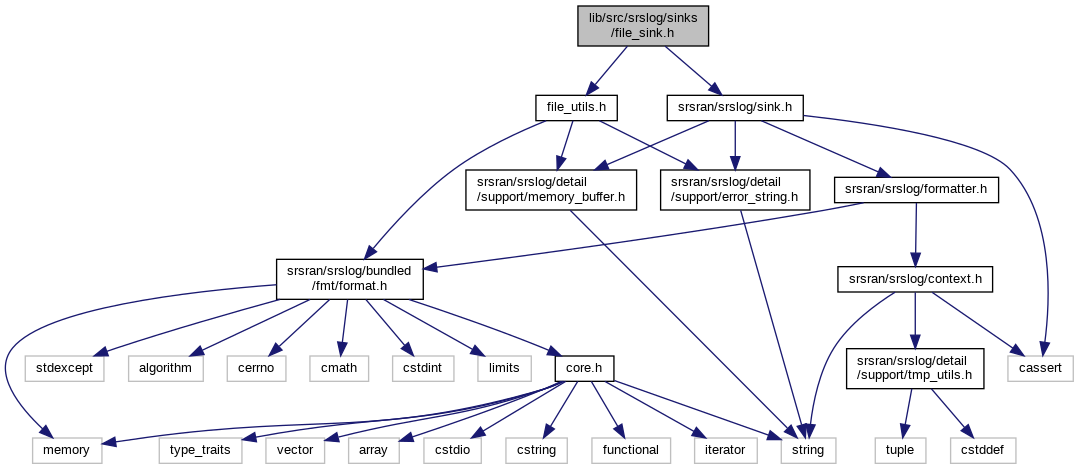 lib/src/srslog/sinks
/file_sink.h
file_utils.h
srsran/srslog/sink.h
srsran/srslog/detail
/support/memory_buffer.h
srsran/srslog/detail
/support/error_string.h
srsran/srslog/formatter.h
srsran/srslog/bundled
/fmt/format.h
srsran/srslog/context.h
stdexcept
algorithm
cerrno
cmath
cstdint
limits
core.h
srsran/srslog/detail
/support/tmp_utils.h
cassert
memory
type_traits
vector
array
cstdio
cstring
functional
iterator
string
tuple
cstddef